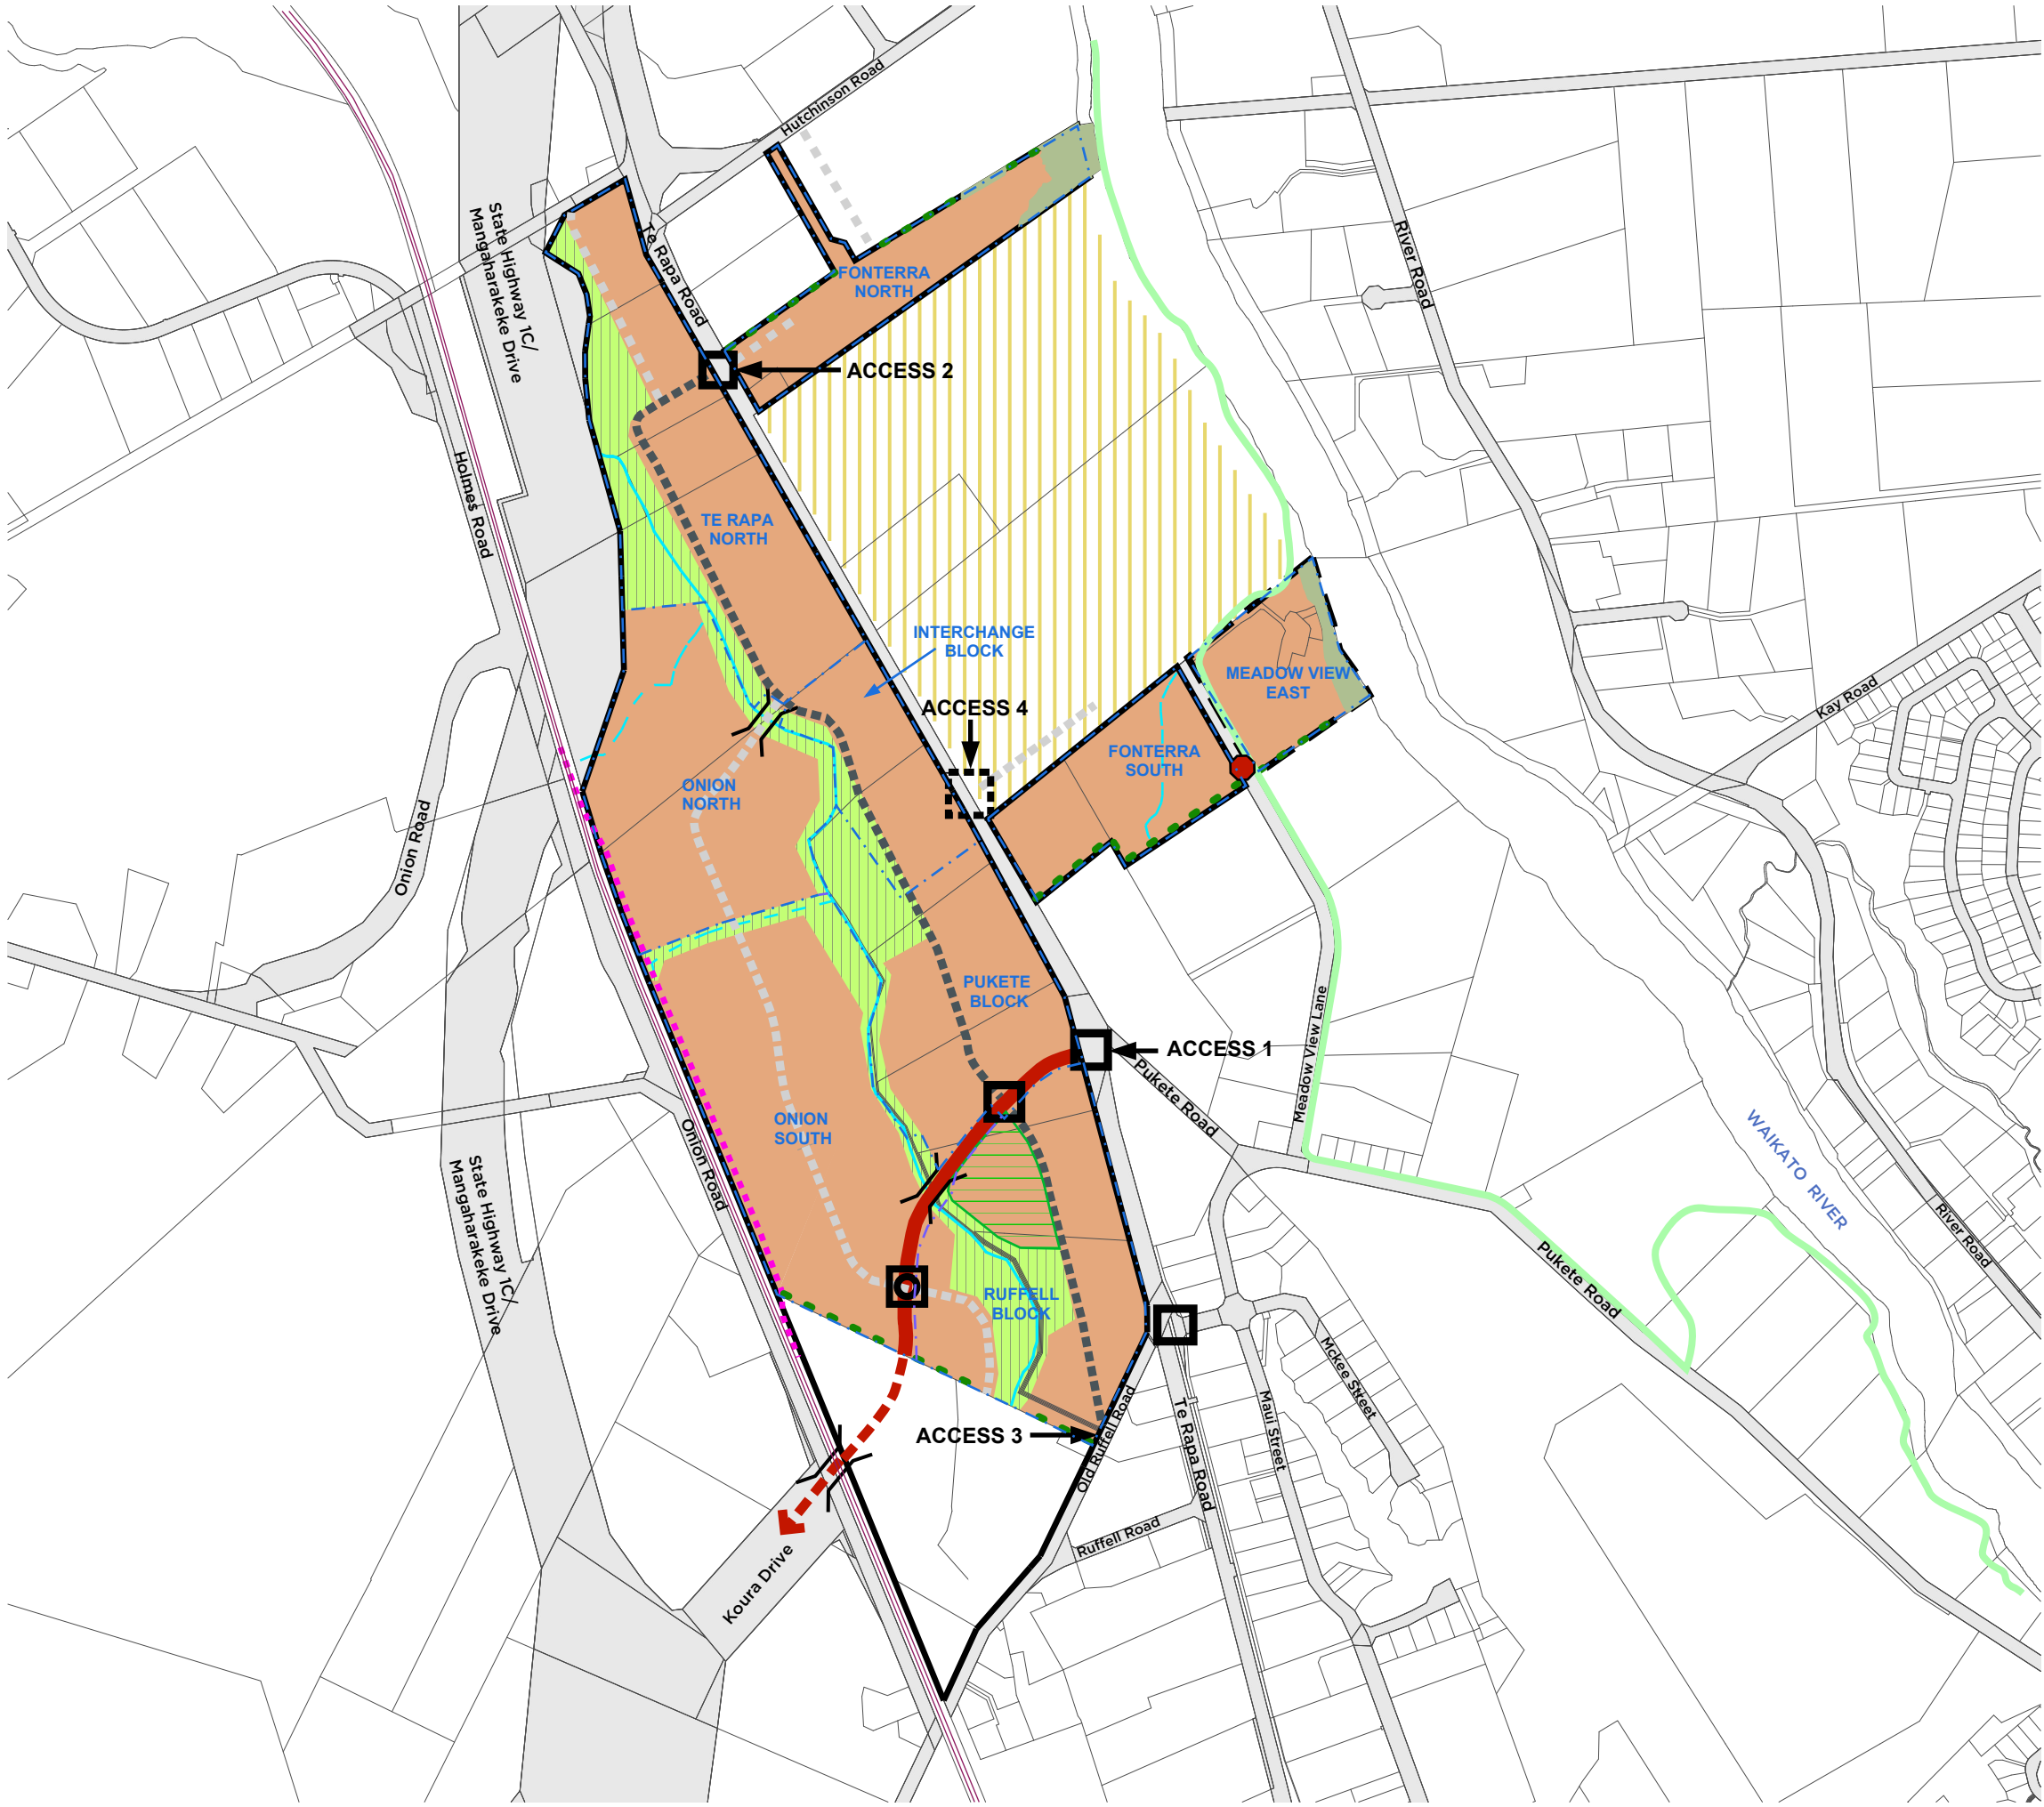 Hutchinson Road
State Highway 1C/
Mangaharakeke Drive
Te Rapa Road
River Road
FONTERRA
NORTH
ACCESS 2
Holmes Road
TE RAPA
NORTH
INTERCHANGE
BLOCK
MEADOW VIEW
EAST
Kay Road
ACCESS 4
FONTERRA
SOUTH
ONION
NORTH
Onion Road
PUKETE
BLOCK
Meadow View Lane
ACCESS 1
Pukete Road
ONION
SOUTH
WAIKATO RIVER
Onion Road
State Highway 1C/
Mangaharakeke Drive
River Road
Pukete Road
RUFFELL
BLOCK
Mckee Street
Maui Street
Te Rapa Road
ACCESS 3
Old Ruffell Road
Ruffell Road
Koura Drive